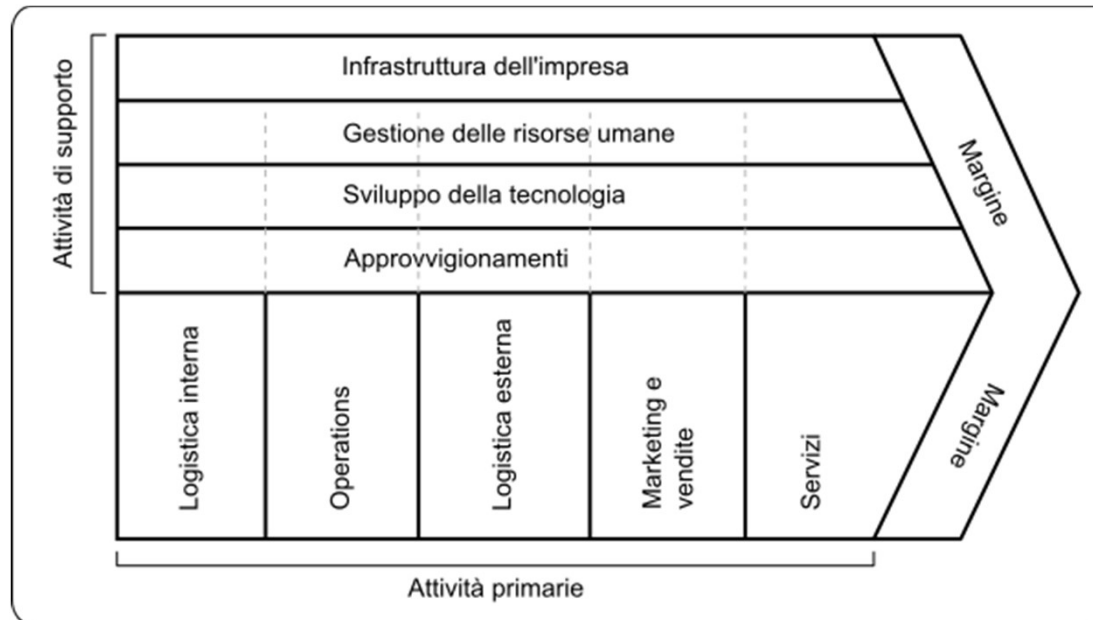 Attività di supporto
Infrastruttura dell'impresa
Gestione delle risorse umane
Sviluppo della tecnologia
Approvvigionamenti
Margine
Logistica interna
Operations
Logistica esterna
Marketing e
vendite
Servizi
Margine
Attività primarie